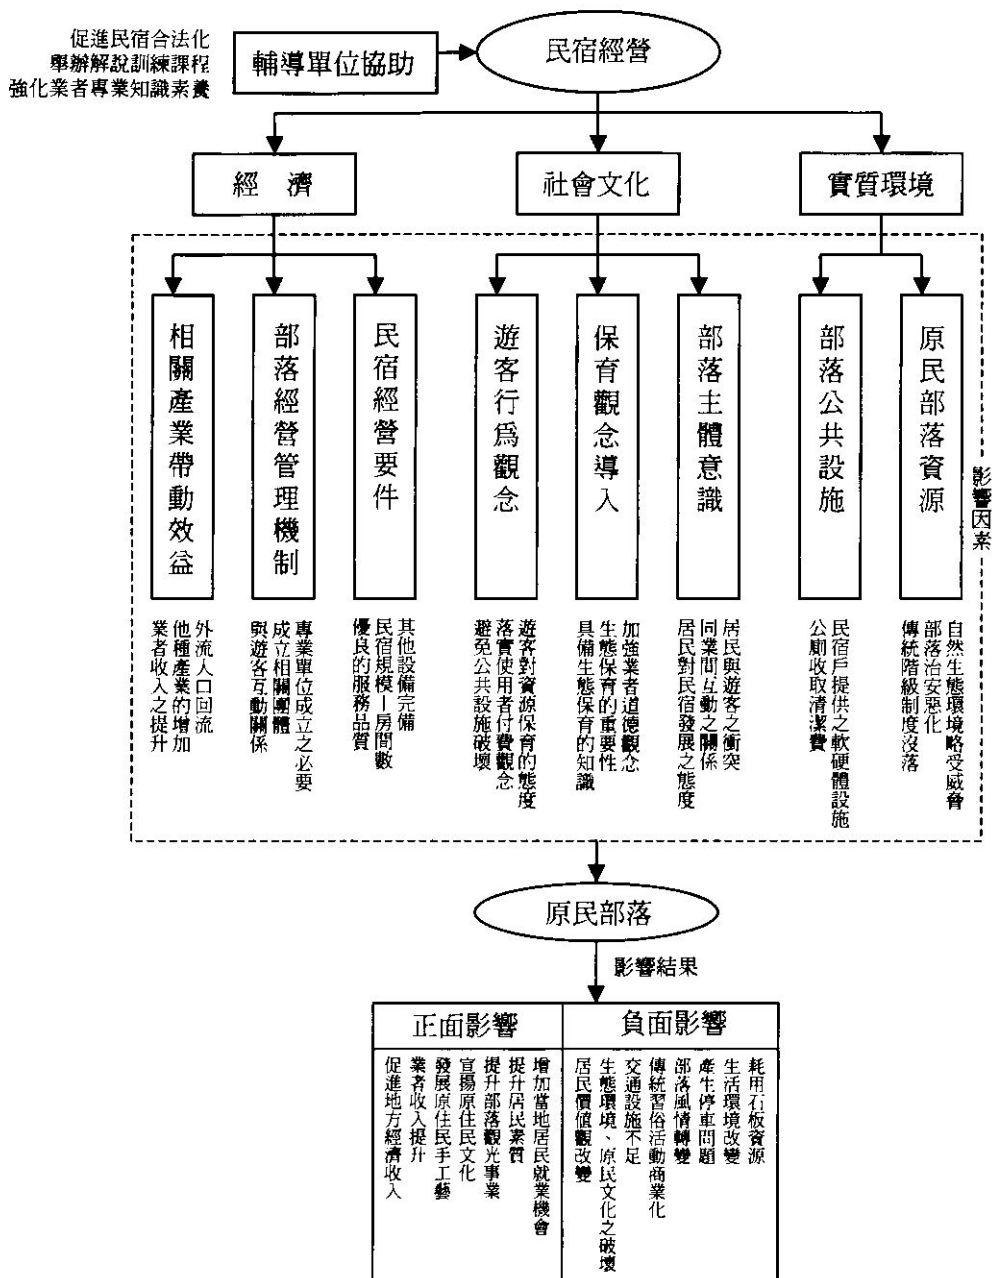 促進民宿合法化
舉辦解說訓練課程
強化業者專業知識素養
輔導單位協助
民宿經營
經 濟
社會文化
實質環境
相關產業帶動效益
部落經營管理機制
民宿經營要件
遊客行為觀念
保育觀念導入
部落主體意識
部落公共設施
原民部落資源
影響因素
外流人口回流
他種產業的增加
業者收入之提升
專業單位成立之必要
成立相關團體
與遊客互動關係
其他設備完備
民宿規模－房間數
優良的服務品質
遊客對資源保育的態度
落實使用者付費觀念
避免公共設施破壞
加強業者道德觀念
生態保育的重要性
具備生態保育的知識
居民與遊客之衝突
同業間互動之關係
居民對民宿發展之態度
民宿戶提供之軟硬體設施
公廁收取清潔費
自然生態環境略受威脅
部落治安惡化
傳統階級制度沒落
原民部落
影響結果
正面影響
負面影響
增加當地居民就業機會
提升居民素質
提升部落觀光事業
宣揚原住民文化
發展原住民手工藝
業者收入提升
促進地方經濟收入
耗用石板資源
生活環境改變
產生停車問題
部落風情轉變
傳統習俗活動商業化
交通設施不足
生態環境、原民文化之破壞
居民價值觀改變